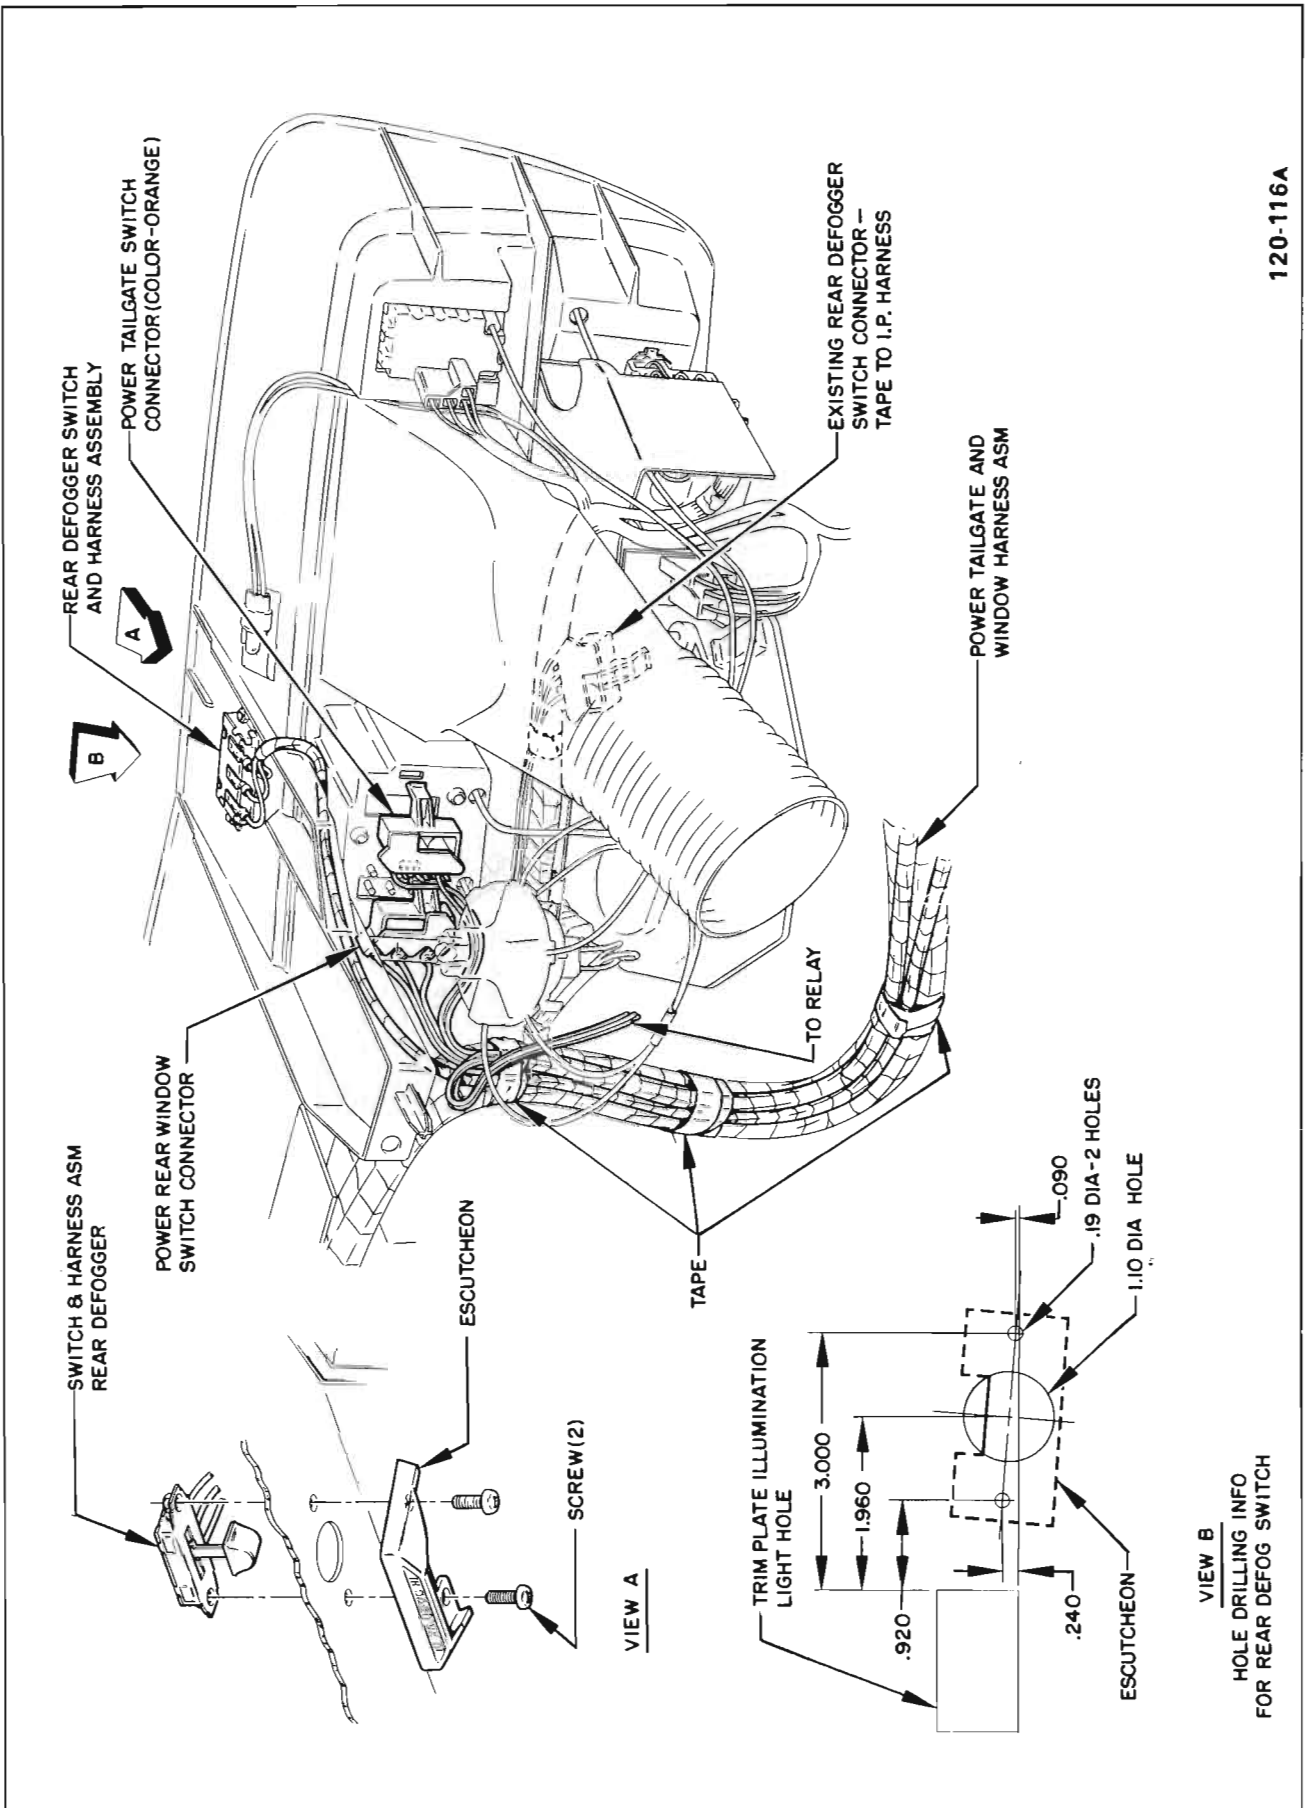 REAR DEFOGGER SWITCH
AND HARNESS ASSEMBLY
POWER TAILGATE SWITCH
CONNECTOR (COLOR-ORANGE)
A
B
SWITCH & HARNESS ASM
REAR DEFOGGER
POWER REAR WINDOW
SWITCH CONNECTOR
ESCUTCHEON
SCREW(2)
VIEW A
EXISTING REAR DEFOGGER
SWITCH CONNECTOR –
TAPE TO I.P. HARNESS
POWER TAILGATE AND
WINDOW HARNESS ASM
TO RELAY
TAPE
TRIM PLATE ILLUMINATION
LIGHT HOLE
3.000
1.960
.920
.240
.090
.19 DIA-2 HOLES
1.10 DIA HOLE
ESCUTCHEON
VIEW B
HOLE DRILLING INFO
FOR REAR DEFOG SWITCH
120-116A